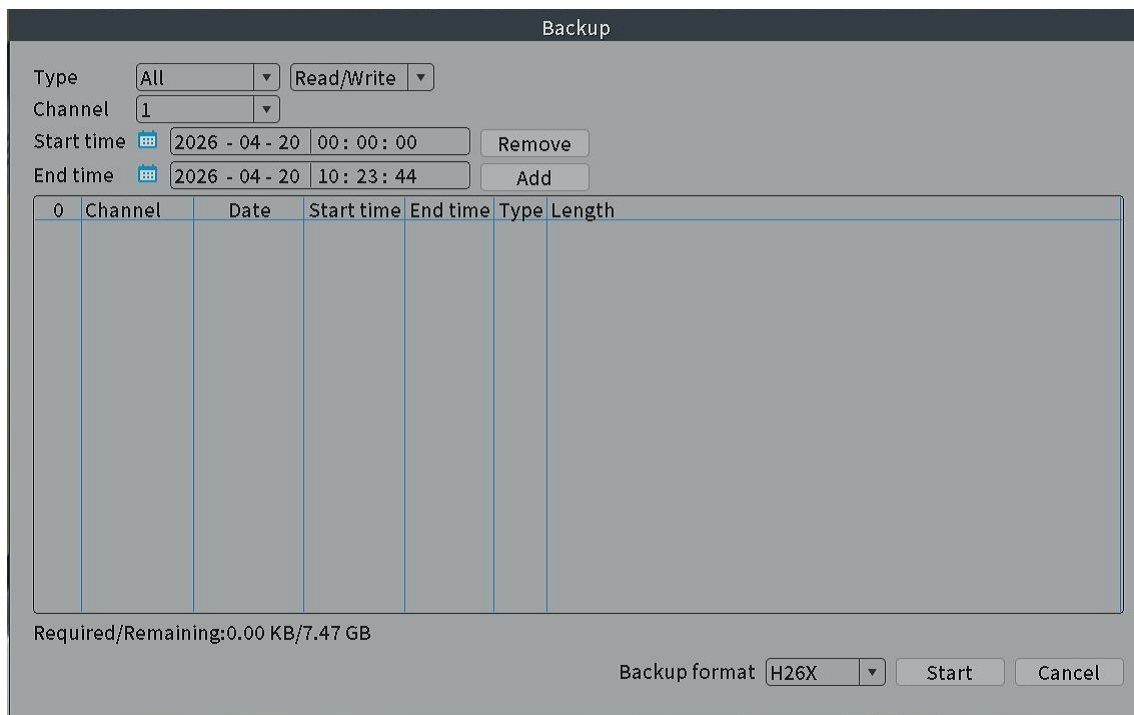 Backup
Type All Read/Write
Channel 1
Start time 2026 - 04 - 20 00 : 00 : 00 Remove
End time 2026 - 04 - 20 10 : 23 : 44 Add
0 Channel Date Start time End time Type Length
Required/Remaining:0.00 KB/7.47 GB
Backup format H26X Start Cancel